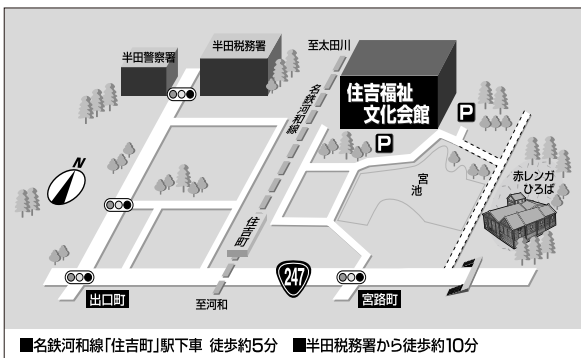 半田警察署
半田税務署
至太田川
名鉄河和線
住吉福祉
文化会館
P
P
N
宮池
赤レンガ
ひろば
住吉町
247
出口町
至河和
宮路町
■名鉄河和線「住吉町」駅下車 徒歩約5分 ■半田税務署から徒歩約10分